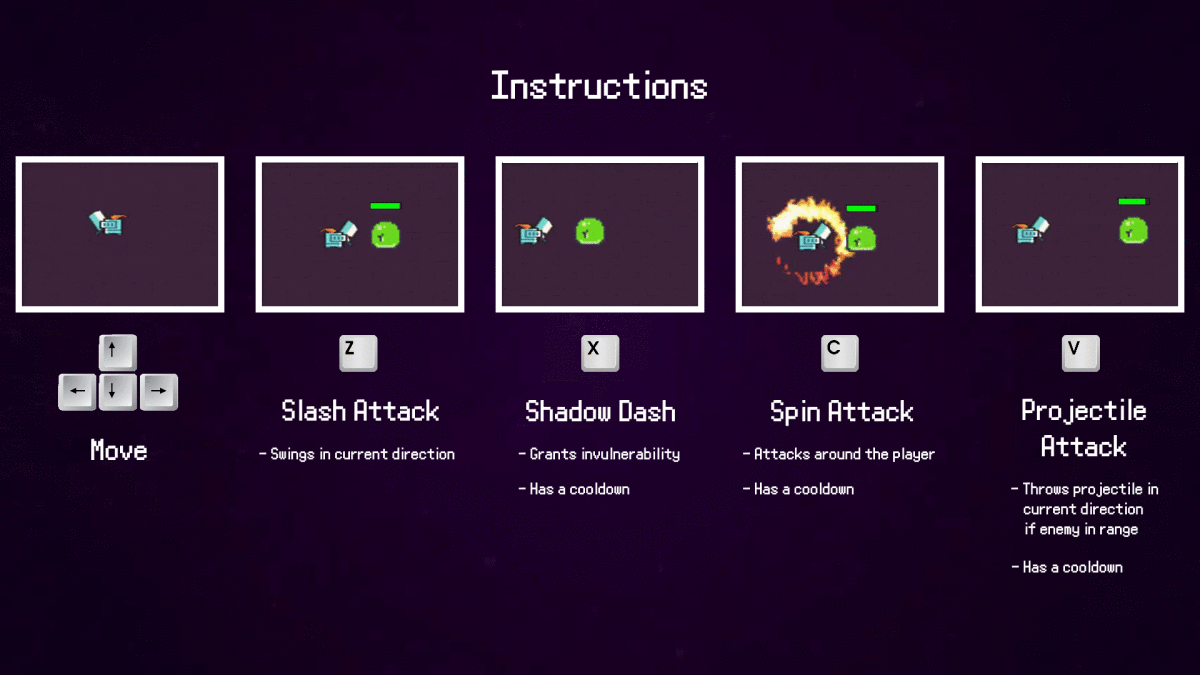 Instructions
↑
← ↓ →
Move
Z
Slash Attack
- Swings in current direction
X
Shadow Dash
- Grants invulnerability
- Has a cooldown
C
Spin Attack
- Attacks around the player
- Has a cooldown
V
Projectile
Attack
- Throws projectile in
current direction
if enemy in range
- Has a cooldown